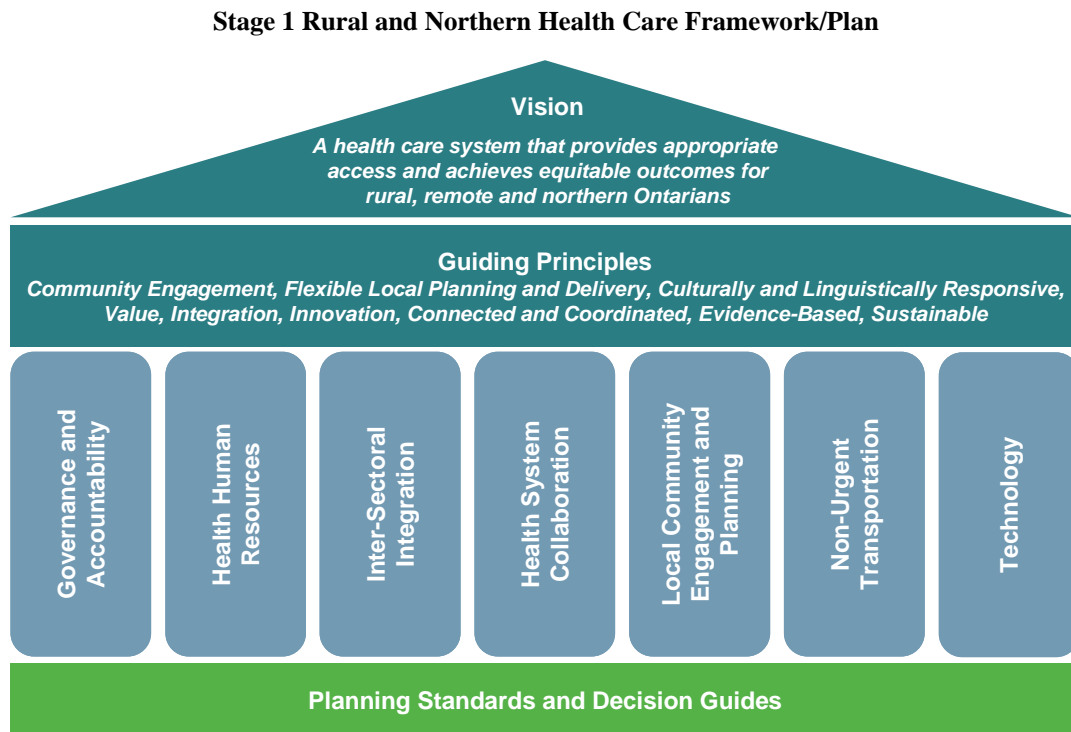 Stage 1 Rural and Northern Health Care Framework/Plan
Vision
A health care system that provides appropriate
access and achieves equitable outcomes for
rural, remote and northern Ontarians
Guiding Principles
Community Engagement, Flexible Local Planning and Delivery, Culturally and Linguistically Responsive,
Value, Integration, Innovation, Connected and Coordinated, Evidence-Based, Sustainable
Governance and
Accountability
Health Human
Resources
Inter-Sectoral
Integration
Health System
Collaboration
Local Community
Engagement and
Planning
Non-Urgent
Transportation
Technology
Planning Standards and Decision Guides